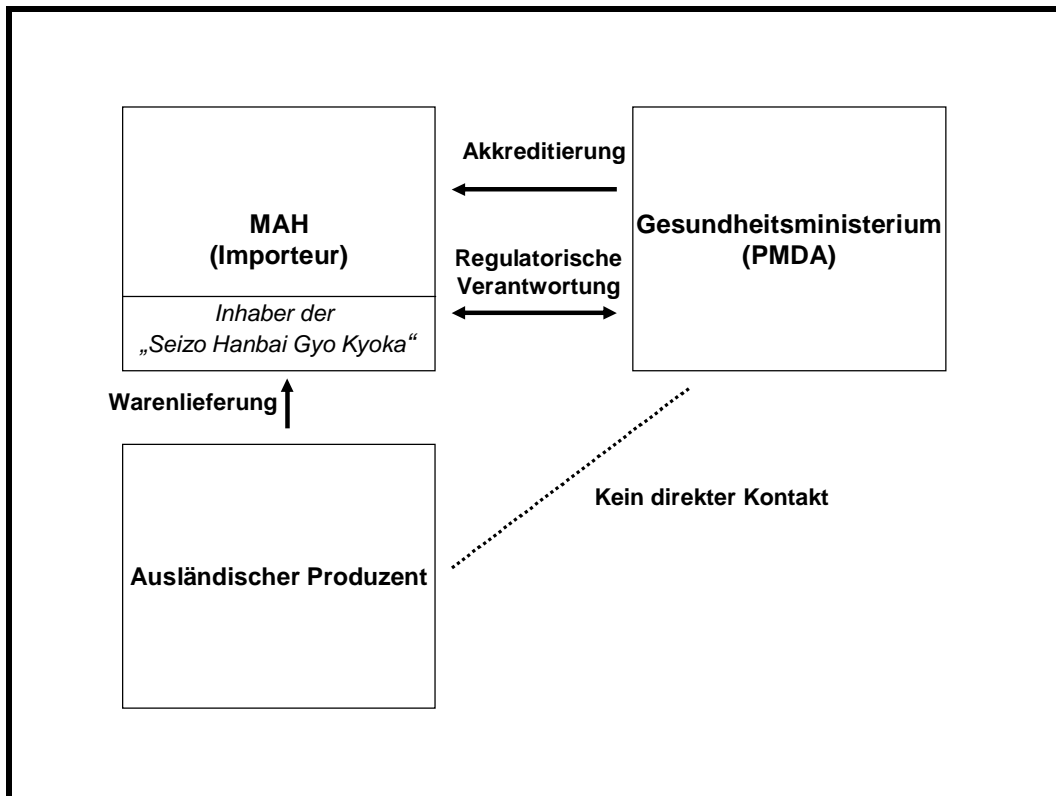 Akkreditierung
MAH
(Importeur)
Gesundheitsministerium
(PMDA)
Regulatorische
Verantwortung
Inhaber der
„Seizo Hanbai Gyo Kyoka“
Warenlieferung
Kein direkter Kontakt
Ausländischer Produzent